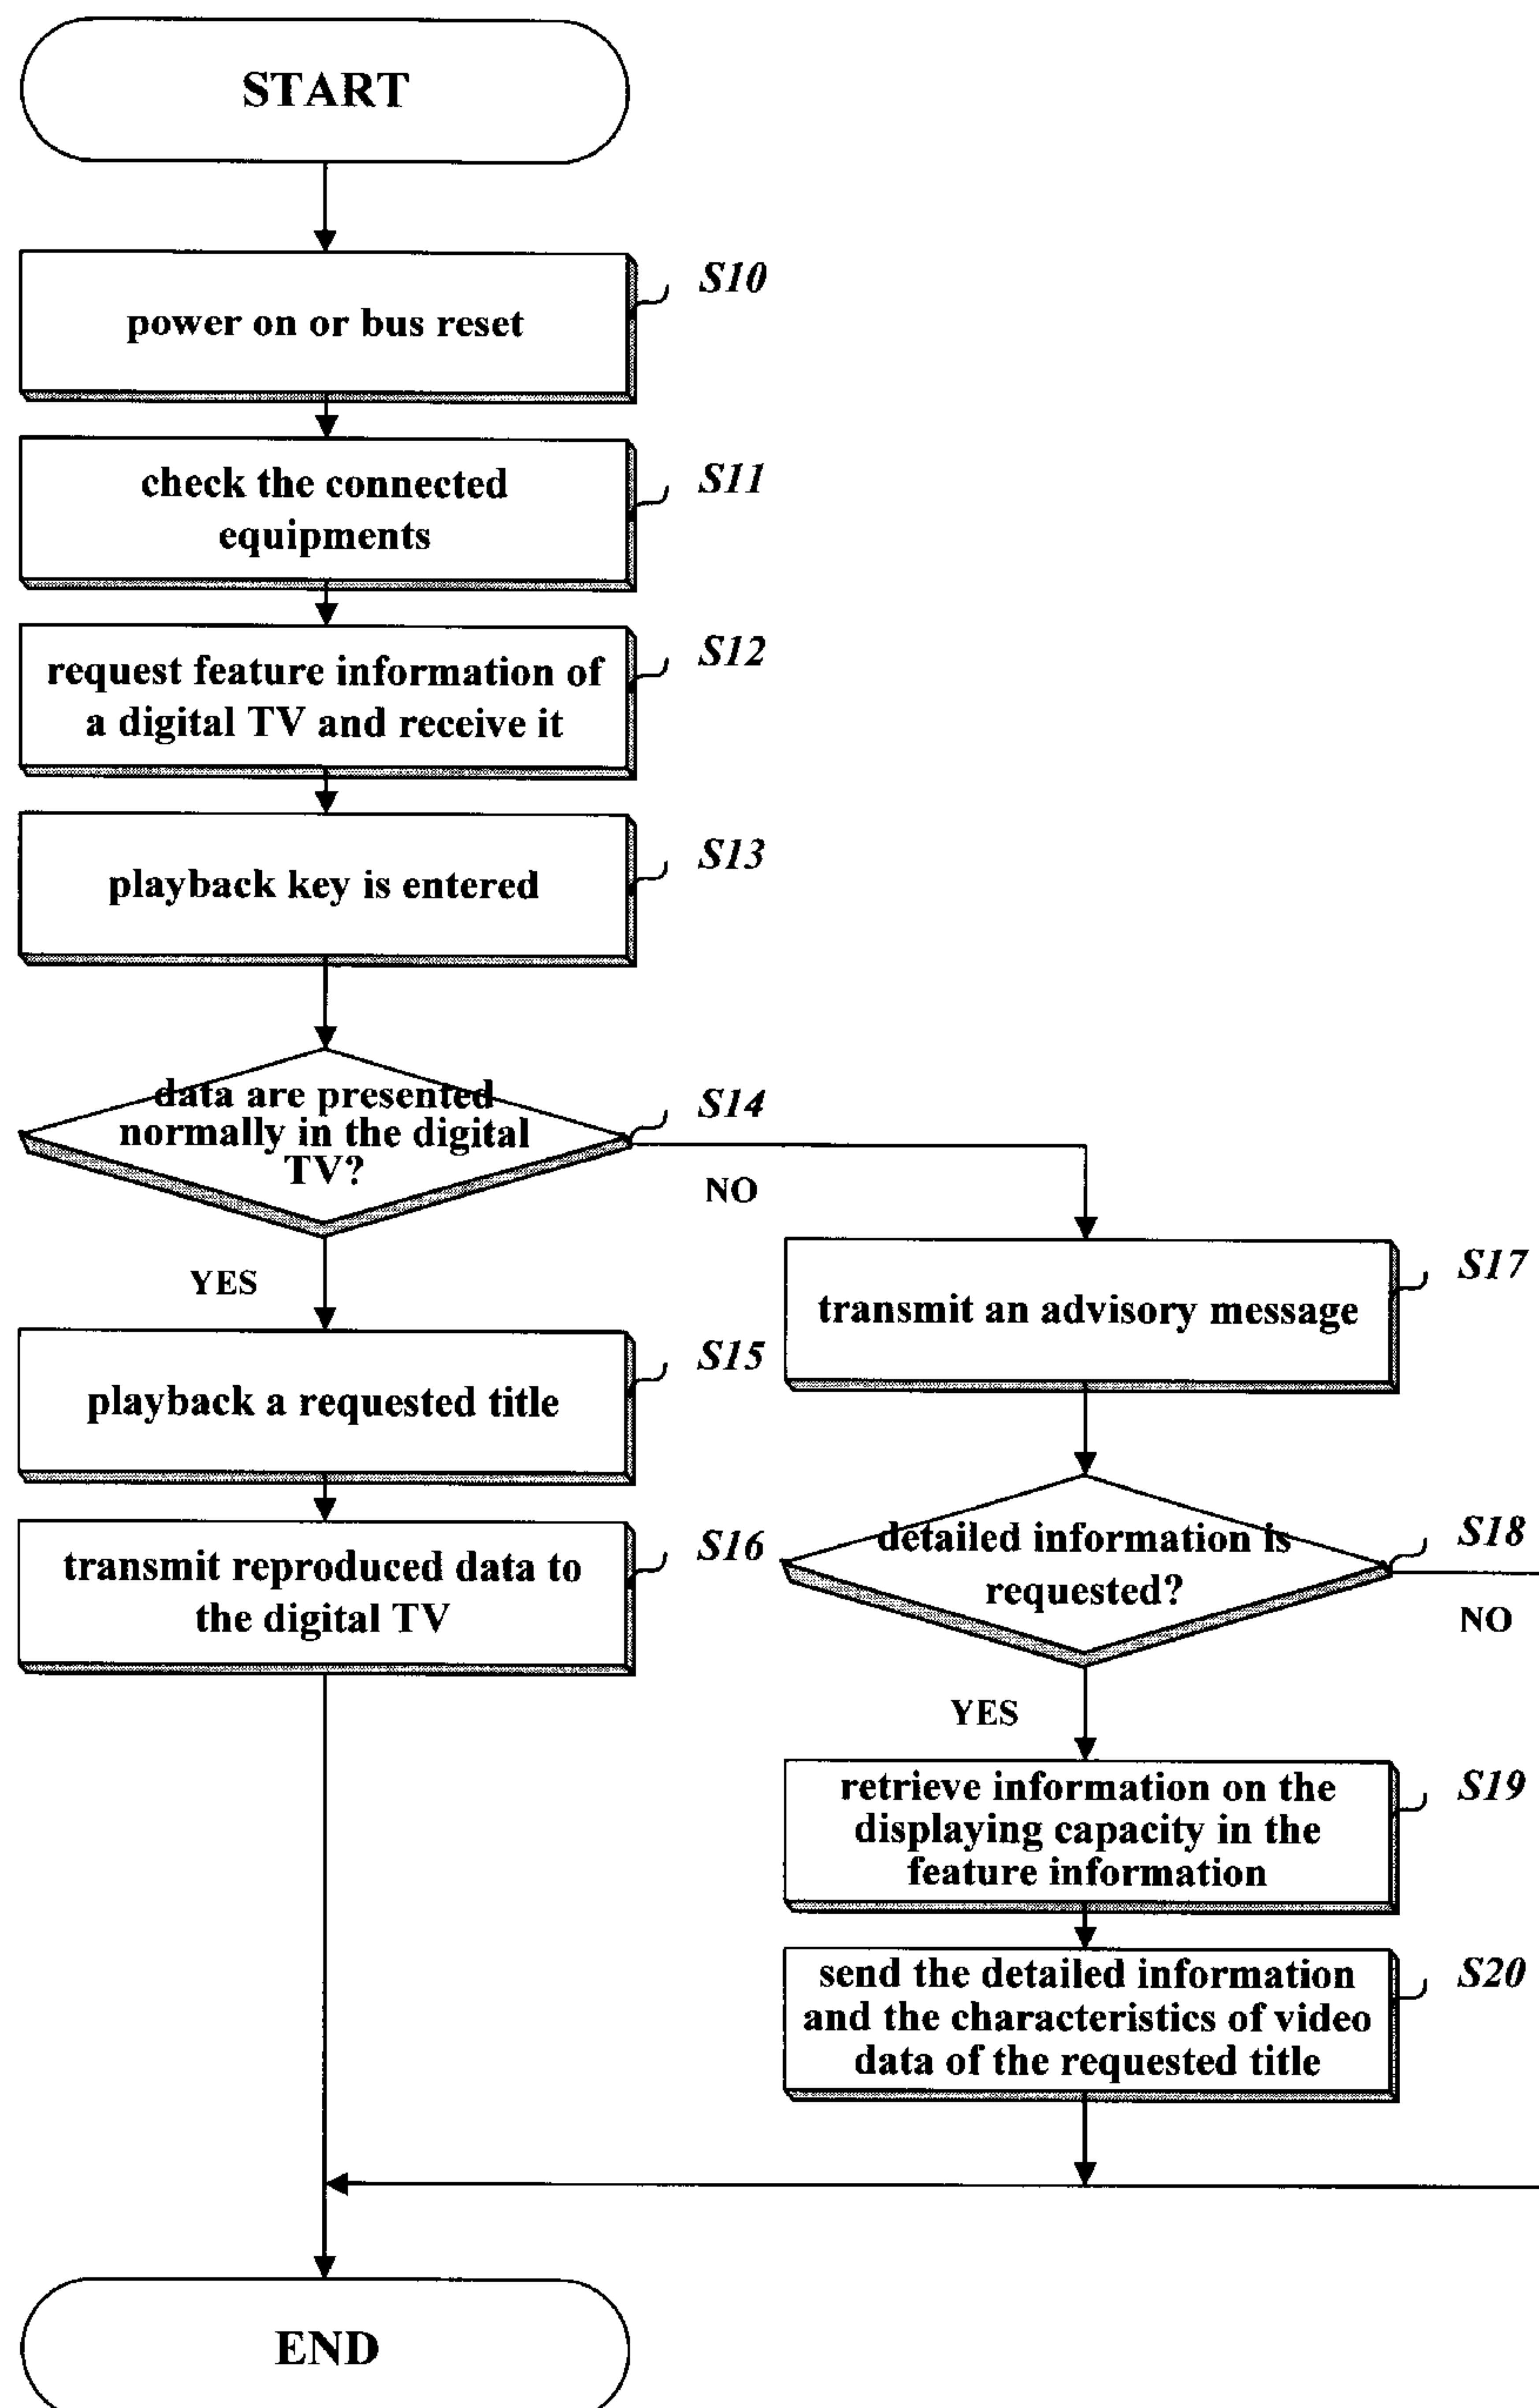 START
power on or bus reset
S10
check the connected
equipments
S11
request feature information of
a digital TV and receive it
S12
playback key is entered
S13
data are presented
normally in the digital
TV?
S14
NO
YES
playback a requested title
S15
transmit reproduced data to
the digital TV
S16
transmit an advisory message
S17
detailed information is
requested?
S18
NO
YES
retrieve information on the
displaying capacity in the
feature information
S19
send the detailed information
and the characteristics of video
data of the requested title
S20
END